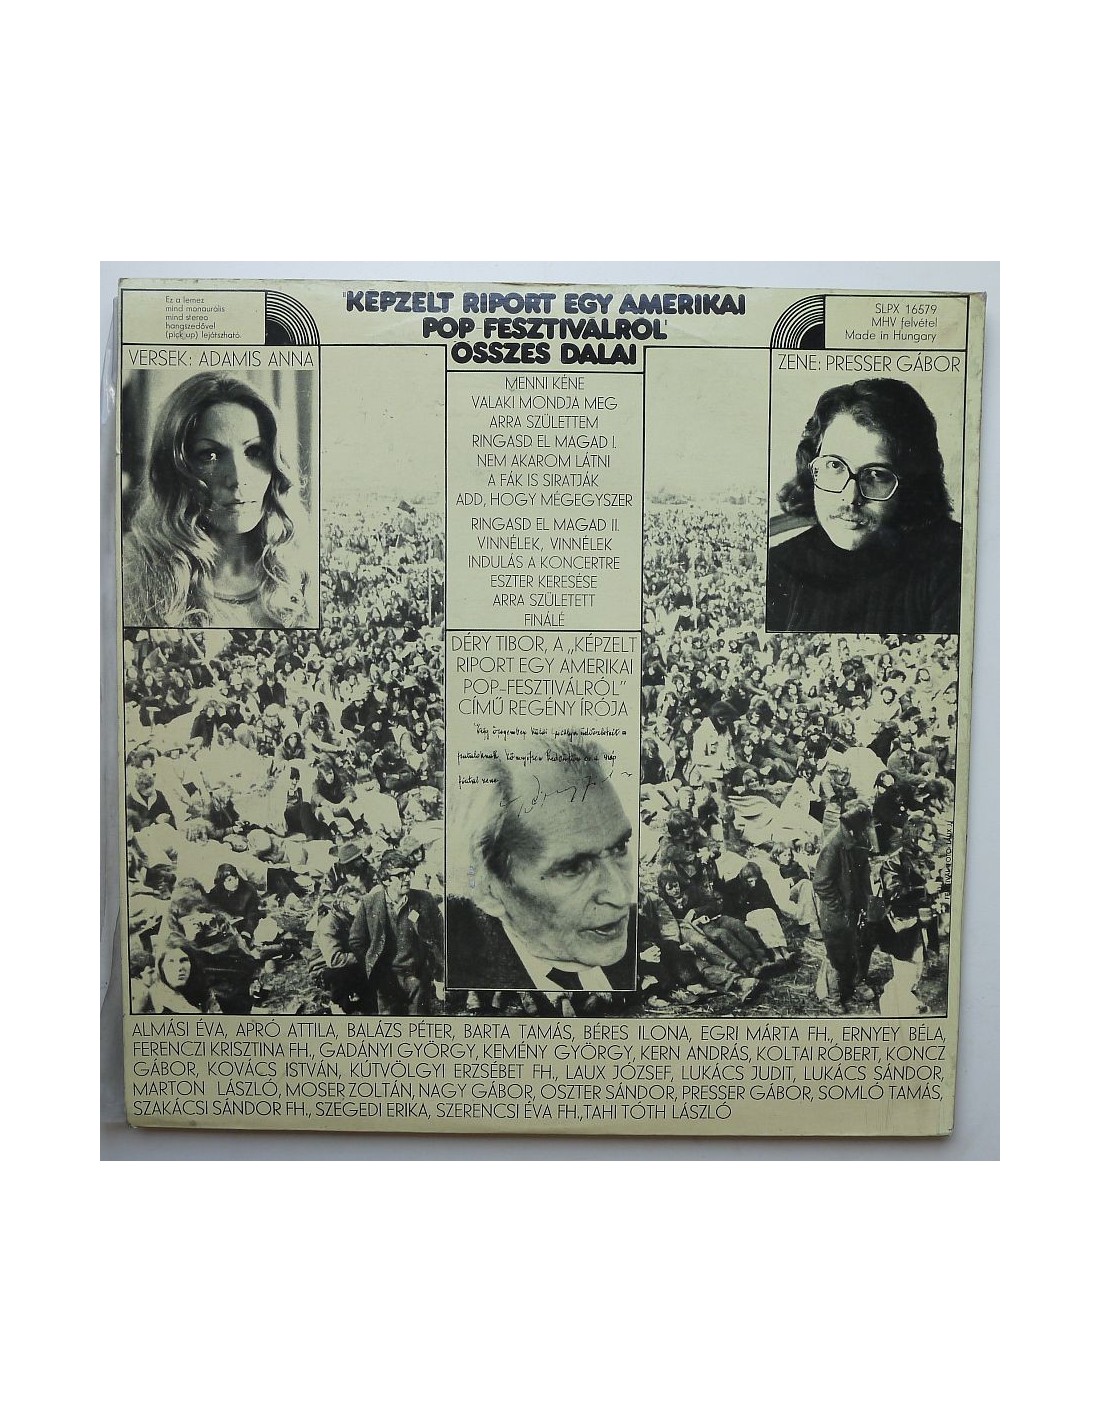 Ez a lemez
mind monaurális
mind stereo
hangszedővel
(pick up) lejátszható.
"KÉPZELT RIPORT EGY AMERIKAI
POP-FESZTIVÁLRÓL"
ÖSSZES DALAI
SLPX 16579
MHV felvétel
Made in Hungary
VERSEK: ADAMIS ANNA
ZENE: PRESSER GÁBOR
MENNI KÉNE
VALAKI MONDJA MEG
ARRA SZÜLETTEM
RINGASD EL MAGAD I.
NEM AKAROM LÁTNI
A FÁK IS SIRATJÁK
ADD, HOGY MÉGEGYSZER
RINGASD EL MAGAD II.
VINNÉLEK, VINNÉLEK
INDULÁS A KONCERTRE
ESZTER KERESÉSE
ARRA SZÜLETETT
FINÁLÉ
DÉRY TIBOR, A „KÉPZELT
RIPORT EGY AMERIKAI
POP-FESZTIVÁLRÓL”
CÍMŰ REGÉNY ÍRÓJA
ALMÁSI ÉVA, APRÓ ATTILA, BALÁZS PÉTER, BARTA TAMÁS, BÉRES ILONA, EGRI MÁRTA FH., ERNYEY BÉLA,
FERENCZI KRISZTINA FH., GADÁNYI GYÖRGY, KEMÉNY GYÖRGY, KERN ANDRÁS, KOLTAI RÓBERT, KONCZ
GÁBOR, KOVÁCS ISTVÁN, KÚTVÖLGYI ERZSÉBET FH., LAUX JÓZSEF, LUKÁCS JUDIT, LUKÁCS SÁNDOR,
MARTON LÁSZLÓ, MOSER ZOLTÁN, NAGY GÁBOR, OSZTER SÁNDOR, PRESSER GÁBOR, SOMLÓ TAMÁS,
SZAKÁCSI SÁNDOR FH., SZEGEDI ERIKA, SZERENCSI ÉVA FH., TAHI TÓTH LÁSZLÓ